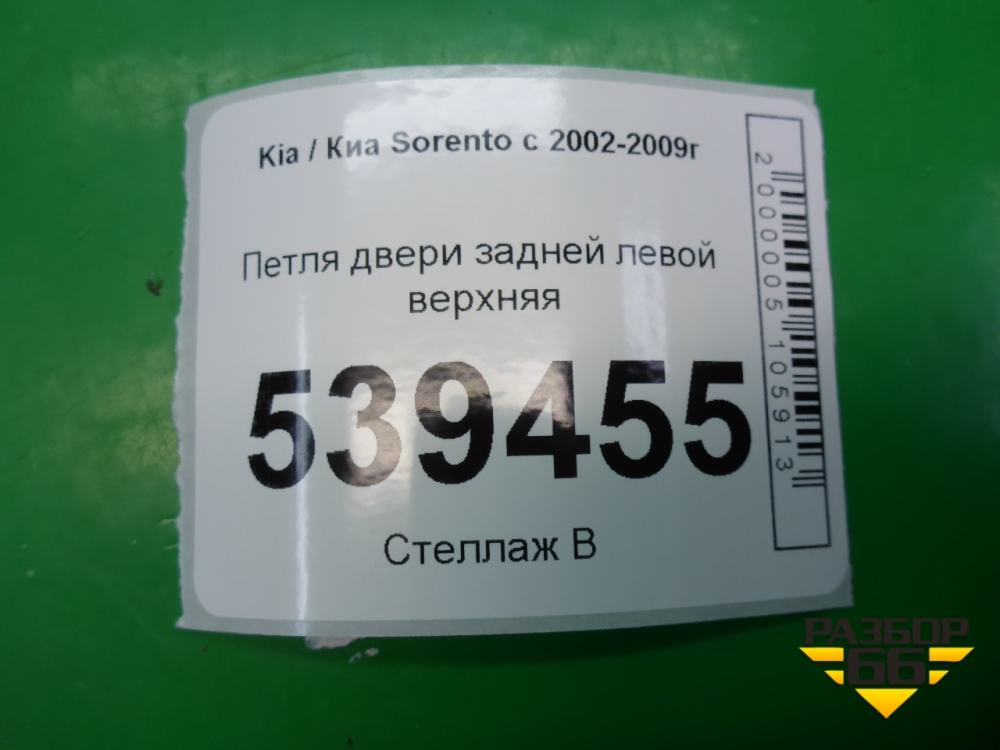 Kia / Киа Sorento с 2002-2009г
Петля двери задней левой
верхняя
539455
Стеллаж В
2000005105913
РАЗБОР
66